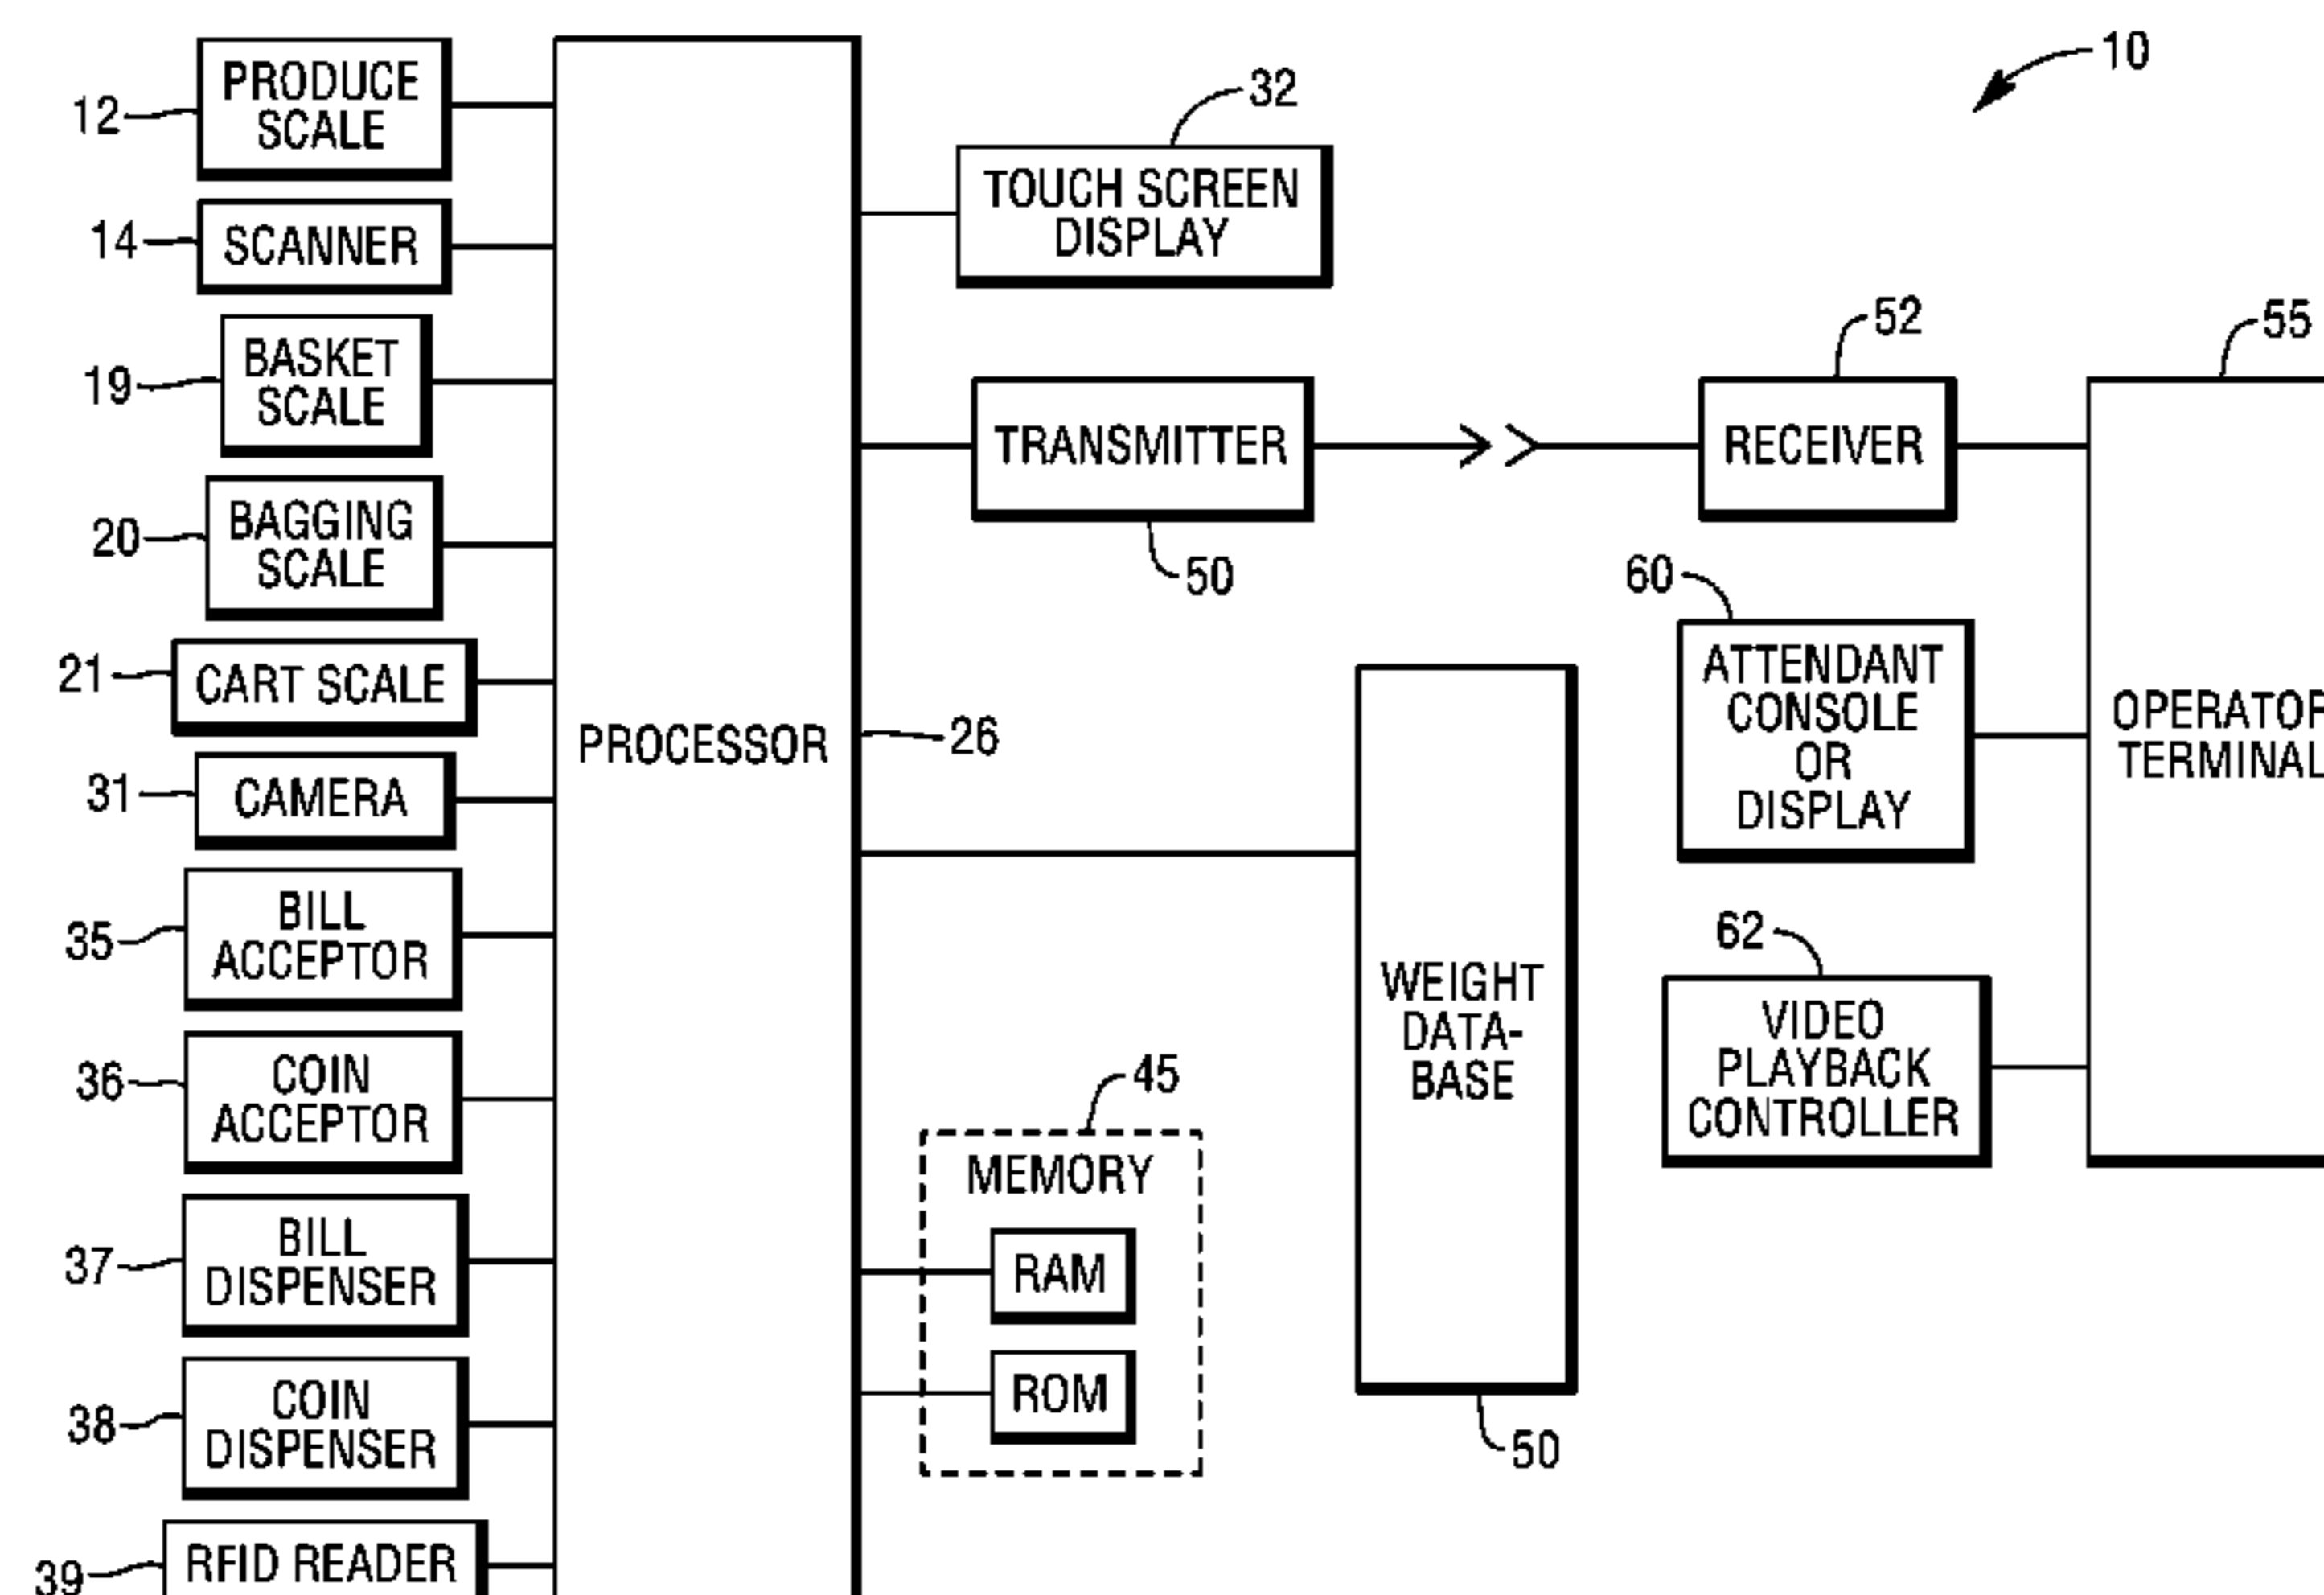 10
12
PRODUCE
SCALE
14
SCANNER
19
BASKET
SCALE
20
BAGGING
SCALE
21
CART SCALE
31
CAMERA
35
BILL
ACCEPTOR
36
COIN
ACCEPTOR
37
BILL
DISPENSER
38
COIN
DISPENSER
39
RFID READER
PROCESSOR
26
32
TOUCH SCREEN
DISPLAY
TRANSMITTER
50
52
RECEIVER
55
OPERATOR
TERMINAL
60
ATTENDANT
CONSOLE
OR
DISPLAY
62
VIDEO
PLAYBACK
CONTROLLER
WEIGHT
DATA-
BASE
50
45
MEMORY
RAM
ROM